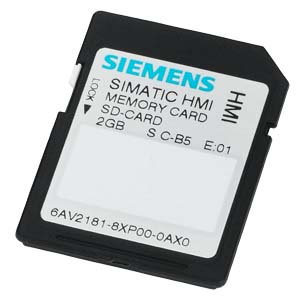 SIEMENS
SIMATIC HMI
MEMORY CARD
SD-CARD
2GB S C-B5 E:01
6AV2181-8XP00-0AX0
LOCK
HMI